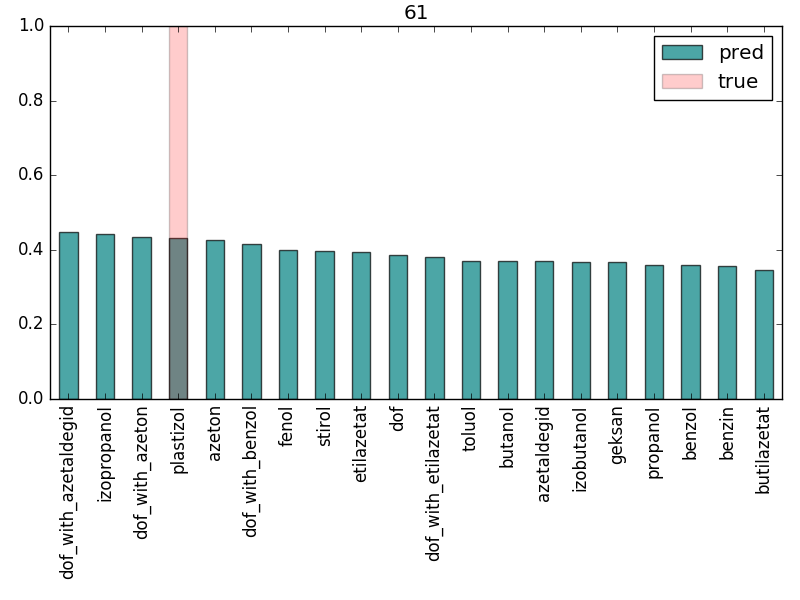 61
pred
true
1.0
0.8
0.6
0.4
0.2
0.0
dof_with_azetaldegid
izopropanol
dof_with_azeton
plastizol
azeton
dof_with_benzol
fenol
stirol
etilazetat
dof
dof_with_etilazetat
toluol
butanol
azetaldegid
izobutanol
geksan
propanol
benzol
benzin
butilazetat